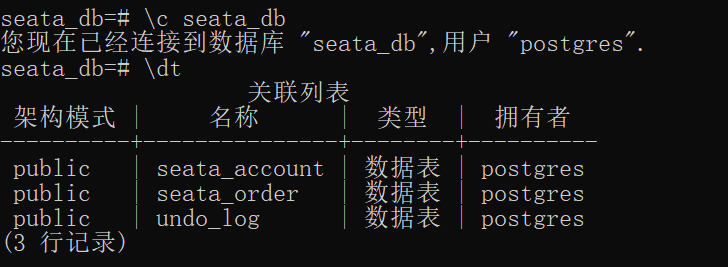 seata_db=# \c seata_db
您现在已经连接到数据库 "seata_db",用户 "postgres".
seata_db=# \dt
关联列表
架构模式 | 名称 | 类型 | 拥有者
----------+---------------+--------+----------
public | seata_account | 数据表 | postgres
public | seata_order | 数据表 | postgres
public | undo_log | 数据表 | postgres
(3 行记录)